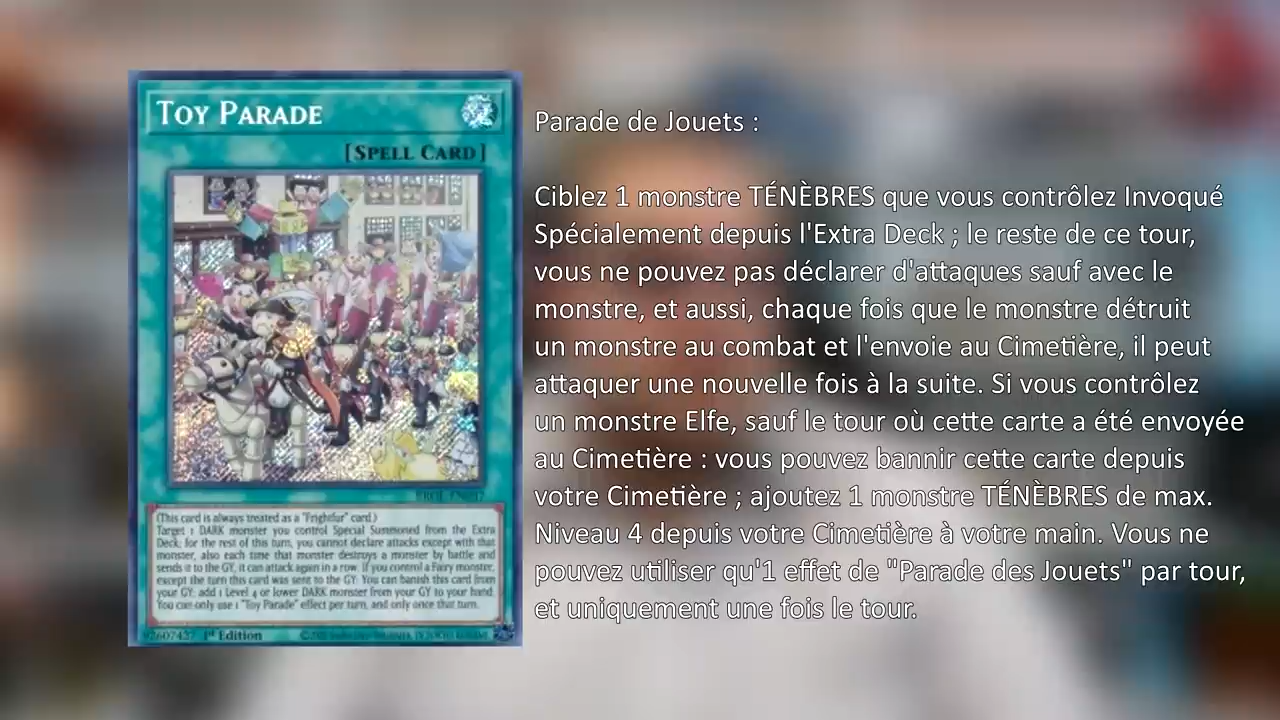 TOY PARADE
[SPELL CARD]
(This card is always treated as a "Frightfur" card.)
Target 1 DARK monster you control Special Summoned from the Extra
Deck; for the rest of this turn, you cannot declare attacks except with that
monster, also each time that monster destroys a monster by battle and
sends it to the GY, it can attack again in a row. If you control a Fairy monster,
except the turn this card was sent to the GY: You can banish this card from
your GY; add 1 Level 4 or lower DARK monster from your GY to your hand.
You can only use 1 "Toy Parade" effect per turn, and only once that turn.
1st Edition
Parade de Jouets :
Ciblez 1 monstre TÉNÈBRES que vous contrôlez Invoqué
Spécialement depuis l'Extra Deck ; le reste de ce tour,
vous ne pouvez pas déclarer d'attaques sauf avec le
monstre, et aussi, chaque fois que le monstre détruit
un monstre au combat et l'envoie au Cimetière, il peut
attaquer une nouvelle fois à la suite. Si vous contrôlez
un monstre Elfe, sauf le tour où cette carte a été envoyée
au Cimetière : vous pouvez bannir cette carte depuis
votre Cimetière ; ajoutez 1 monstre TÉNÈBRES de max.
Niveau 4 depuis votre Cimetière à votre main. Vous ne
pouvez utiliser qu'1 effet de "Parade des Jouets" par tour,
et uniquement une fois le tour.